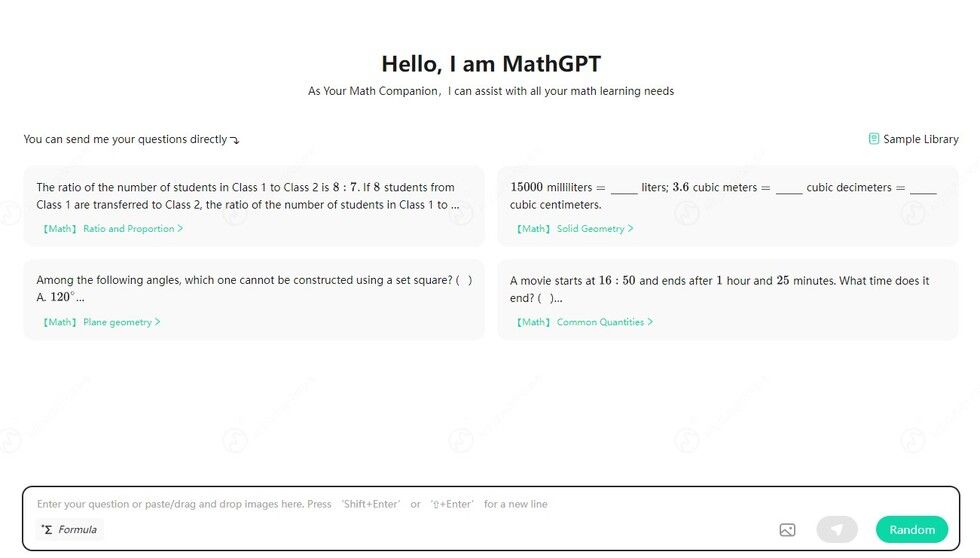 Hello, I am MathGPT
As Your Math Companion，I can assist with all your math learning needs
You can send me your questions directly
Sample Library
The ratio of the number of students in Class 1 to Class 2 is 8 : 7. If 8 students from
Class 1 are transferred to Class 2, the ratio of the number of students in Class 1 to ...
【Math】 Ratio and Proportion >
15000 milliliters = _____ liters; 3.6 cubic meters = _____ cubic decimeters = _____
cubic centimeters.
【Math】 Solid Geometry >
Among the following angles, which one cannot be constructed using a set square? ( )
A. 120°...
【Math】 Plane geometry >
A movie starts at 16 : 50 and ends after 1 hour and 25 minutes. What time does it
end? ( )...
【Math】 Common Quantities >
Enter your question or paste/drag and drop images here. Press ‘Shift+Enter’ or ‘⇧+Enter’ for a new line
Σ Formula
Random